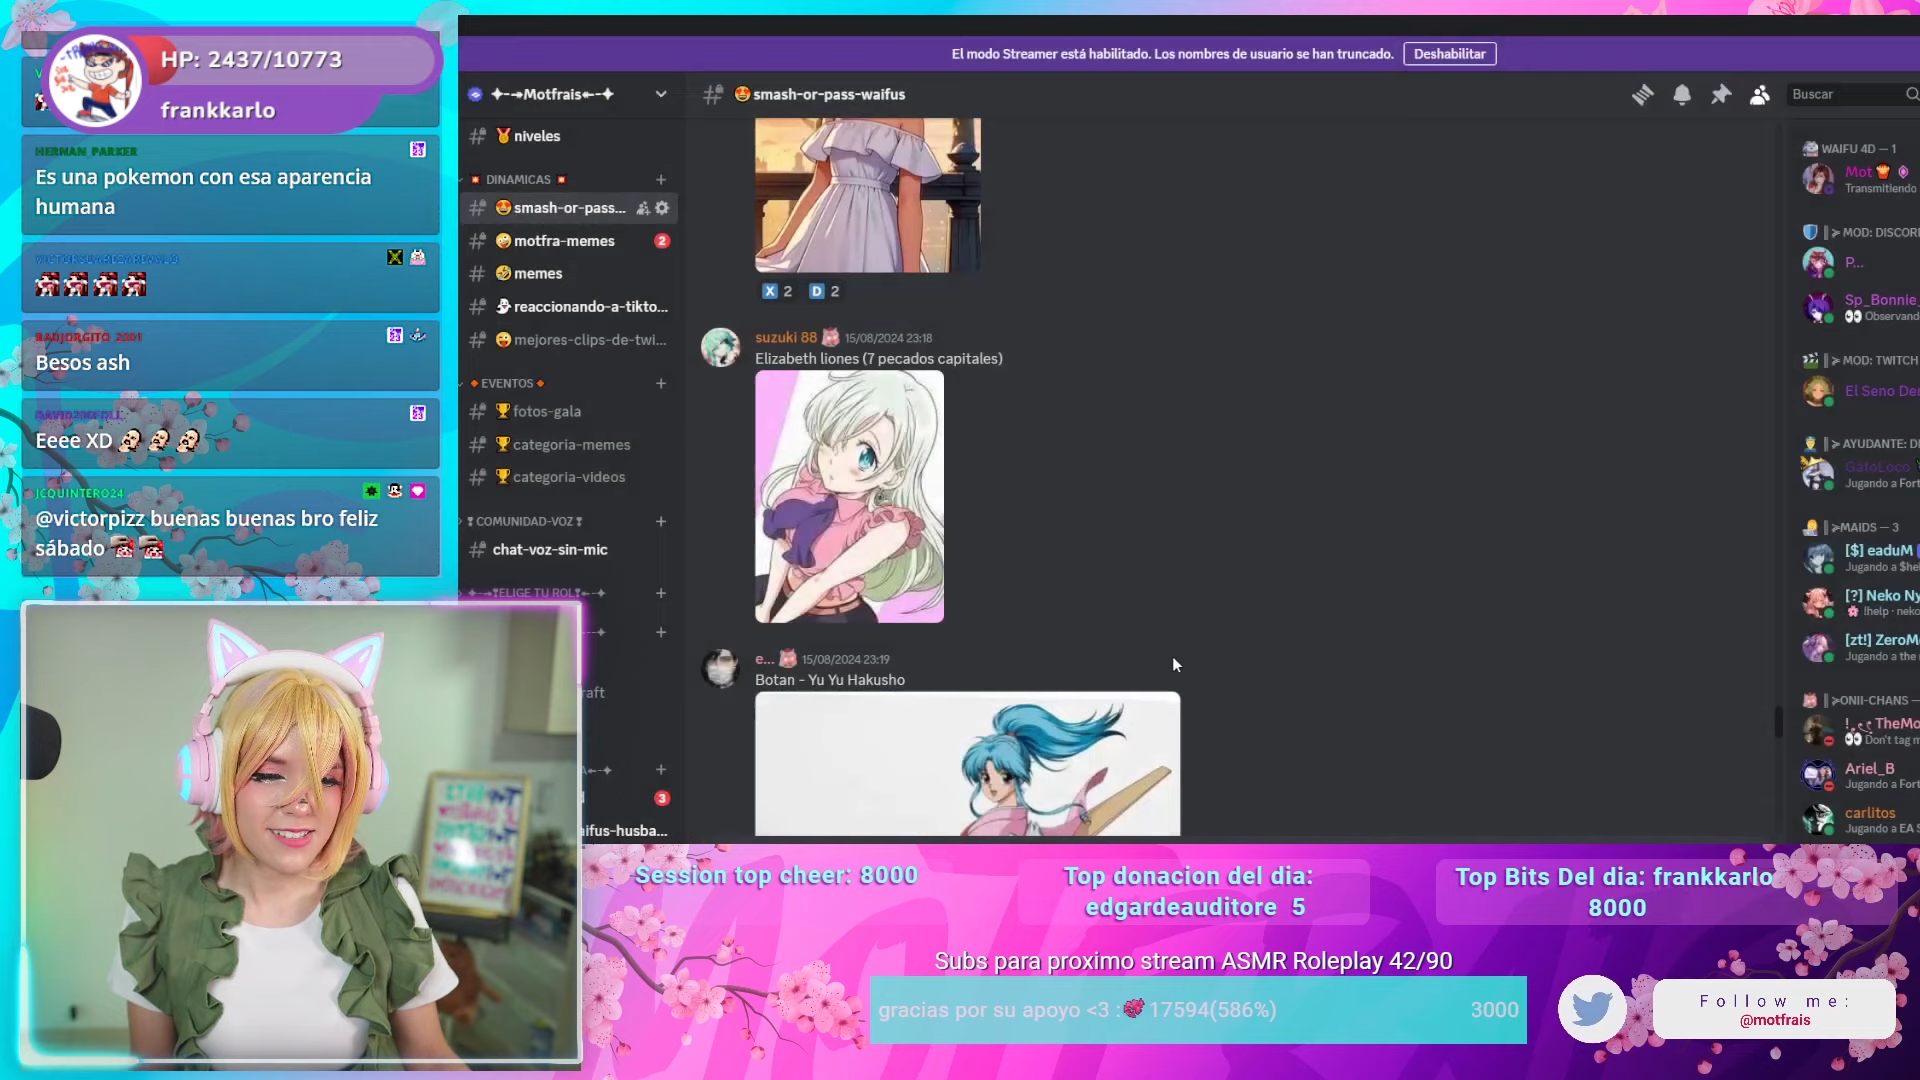 HP: 2437/10773
frankkarlo
HERNAN_PARKER
Es una pokemon con esa aparencia
humana
BADJORGITO_2501
Besos ash
Eeee XD
JCQUINTERO24
@victorpizz buenas buenas bro feliz
sábado
El modo Streamer está habilitado. Los nombres de usuario se han truncado.
Deshabilitar
Motfrais
niveles
DINAMICAS
smash-or-pass...
motfra-memes
2
memes
reaccionando-a-tikto...
mejores-clips-de-twi...
EVENTOS
fotos-gala
categoria-memes
categoria-videos
COMUNIDAD-VOZ
chat-voz-sin-mic
ELIGE TU ROL
raft
3
aifus-husba...
smash-or-pass-waifus
Buscar
X 2 D 2
suzuki 88 15/08/2024 23:18
Elizabeth liones (7 pecados capitales)
e... 15/08/2024 23:19
Botan - Yu Yu Hakusho
WAIFU 4D — 1
Mot
Transmitiendo
MOD: DISCOR
P...
Sp_Bonnie_
Observand
MOD: TWITCH
El Seno De
AYUDANTE: D
GatoLoco
Jugando a Fort
MAIDS — 3
[$] eaduM
Jugando a $he
[?] Neko Ny
!help · neko
[zt!] ZeroM
Jugando a the
ONII-CHANS —
TheMo
Don't tag m
Ariel_B
Jugando a Fort
carlitos
Jugando a EA S
Session top cheer: 8000
Top donacion del dia:
edgardeauditore 5
Top Bits Del dia: frankkarlo
8000
Subs para proximo stream ASMR Roleplay 42/90
gracias por su apoyo <3 : 17594(586%)
3000
Follow me:
@motfrais